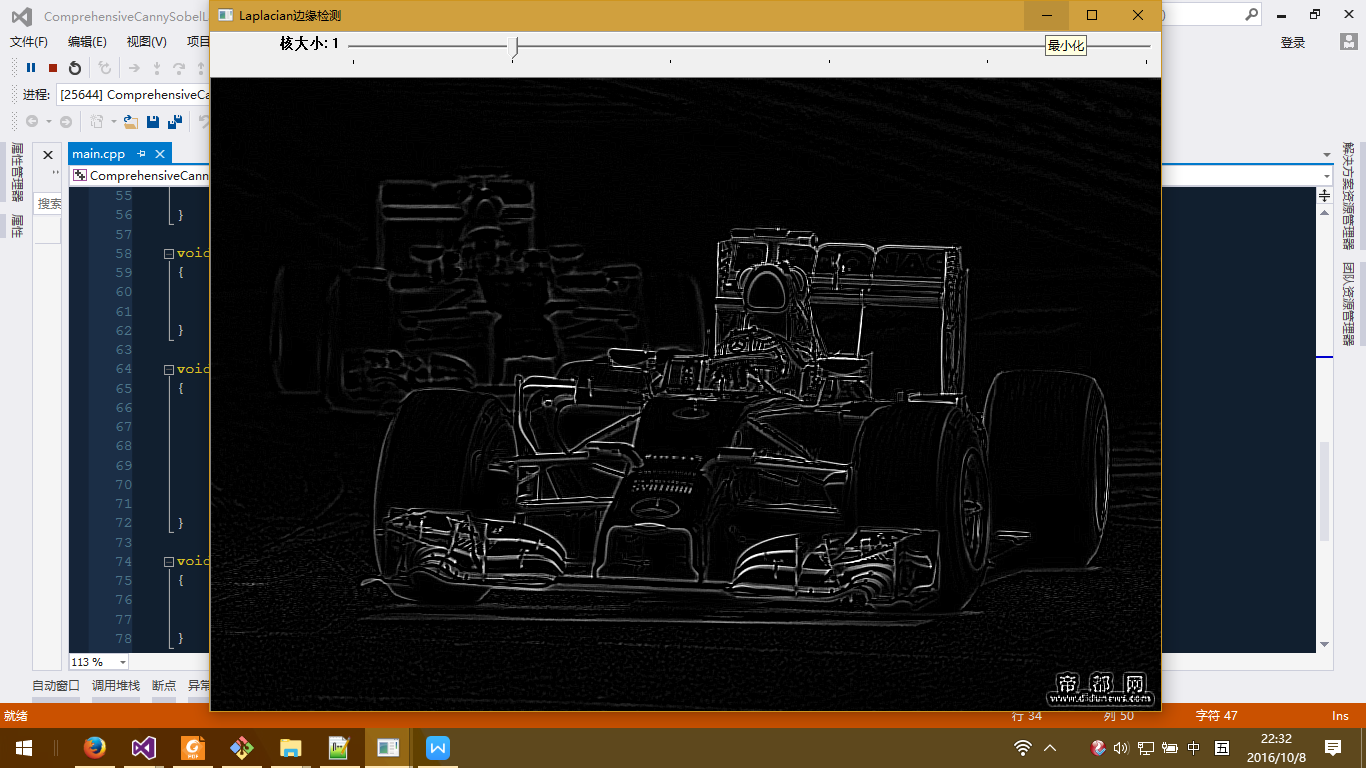 ComprehensiveCannySobelL
Laplacian边缘检测
文件(F) 编辑(E) 视图(V) 项目
登录
核大小: 1
最小化
进程: [25644] ComprehensiveCa
属性管理器
属性
main.cpp
ComprehensiveCann
搜索
解决方案资源管理器
团队资源管理器
55
56 }
57
58 void
59 {
60
61
62 }
63
64 void
65 {
66
67
68
69
70
71
72 }
73
74 void
75 {
76
77
78 }
113 %
自动窗口 调用堆栈 断点 异常
帝都网
www.didunews.com
就绪 行 34 列 50 字符 47 Ins
PDF
W
中 五
22:32
2016/10/8